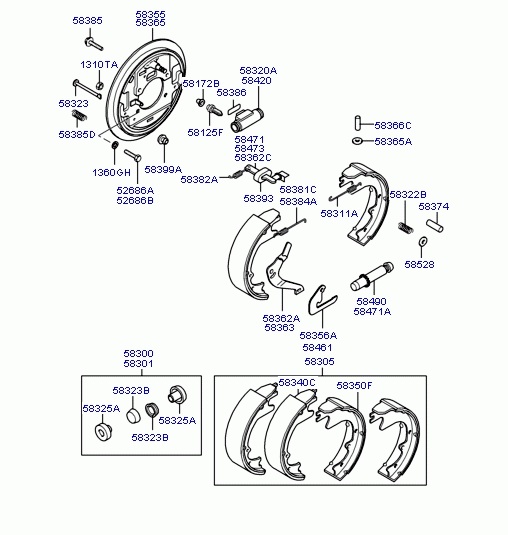 58355
58365
58385
1310TA
58323
58385D
1360GH
52686A
52686B
58399A
58172B
58125F
58320A
58420
58386
58471
58473
58362C
58382A
58393
58381C
58384A
58366C
58365A
58311A
58322B
58374
58528
58490
58471A
58362A
58363
58356A
58461
58305
58300
58301
58323B
58325A
58325A
58323B
58340C
58350F